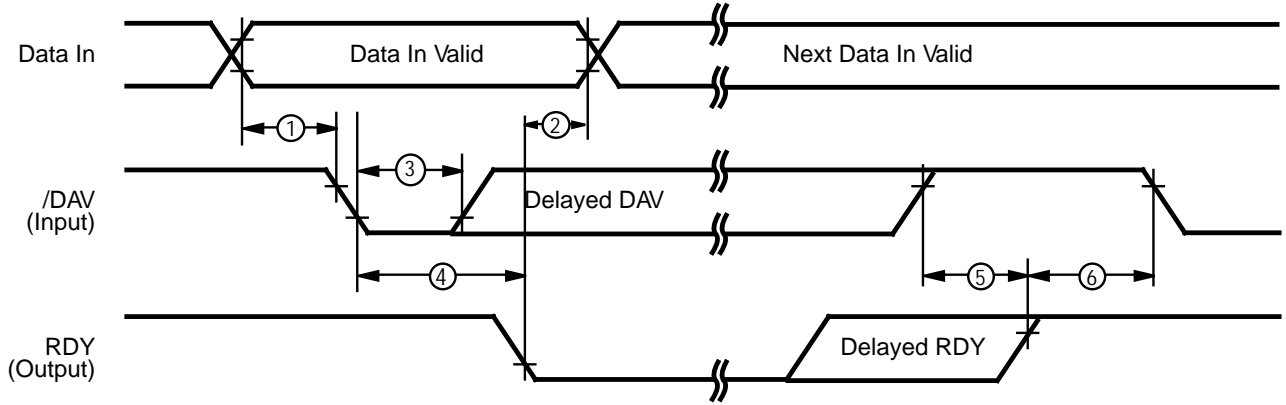 Data In
Data In Valid
Next Data In Valid
1
2
3
/DAV
(Input)
Delayed DAV
4
5
6
RDY
(Output)
Delayed RDY